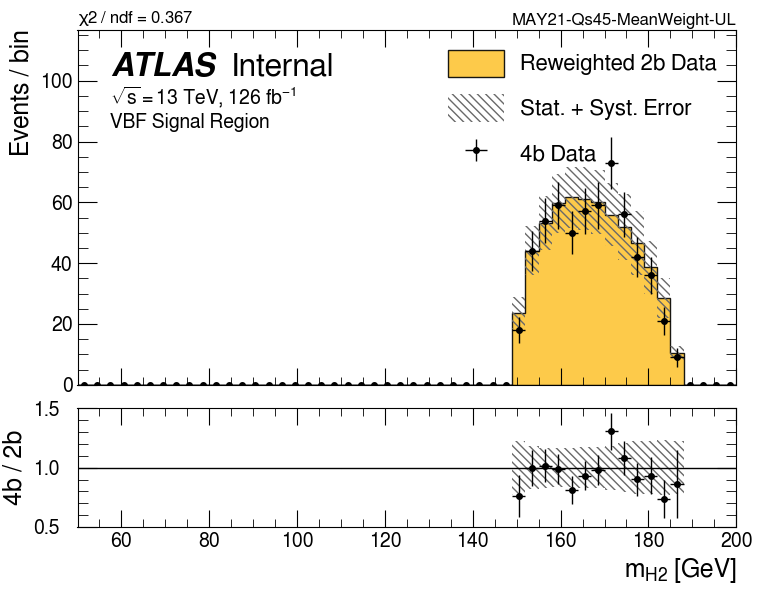 χ2 / ndf = 0.367
MAY21-Qs45-MeanWeight-UL
ATLAS Internal
√s = 13 TeV, 126 fb−1
VBF Signal Region
Reweighted 2b Data
Stat. + Syst. Error
4b Data
Events / bin
100
80
60
40
20
0
4b / 2b
1.5
1.0
0.5
60 80 100 120 140 160 180 200
mH2 [GeV]